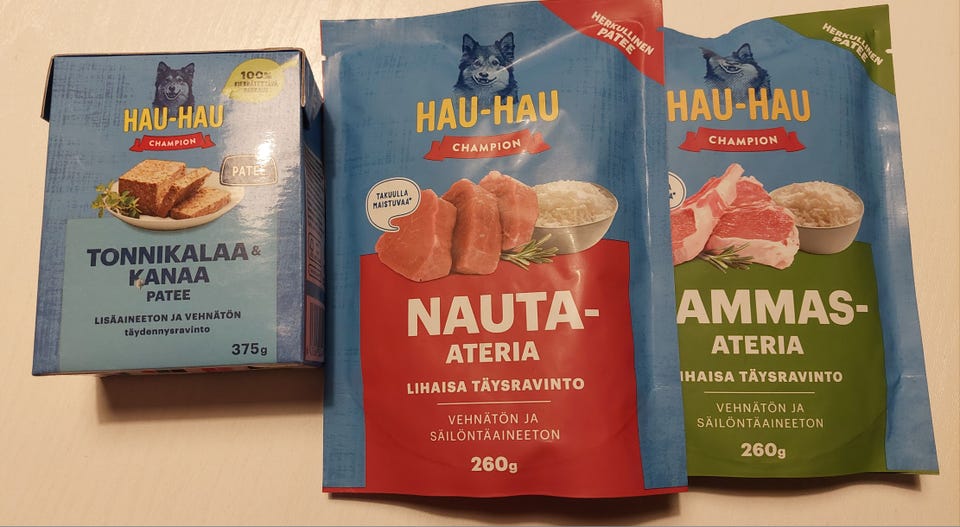 100%
HAU-HAU
CHAMPION
PATEE
TONNIKALAA &
KANAA
PATEE
LISÄAINEETON JA VEHNÄTÖN
täydennysravinto
375g
HERKULLINEN
PATEE
HAU-HAU
CHAMPION
TAKUULLA
MAISTUVAA*
NAUTA-
ATERIA
LIHAISA TÄYSRAVINTO
VEHNÄTÖN JA
SÄILÖNTÄAINEETON
260g
HERKULLINEN
PATEE
HAU-HAU
CHAMPION
AMMAS-
ATERIA
IHAISA TÄYSRAVINTO
VEHNÄTÖN JA
SÄILÖNTÄAINEETON
260g